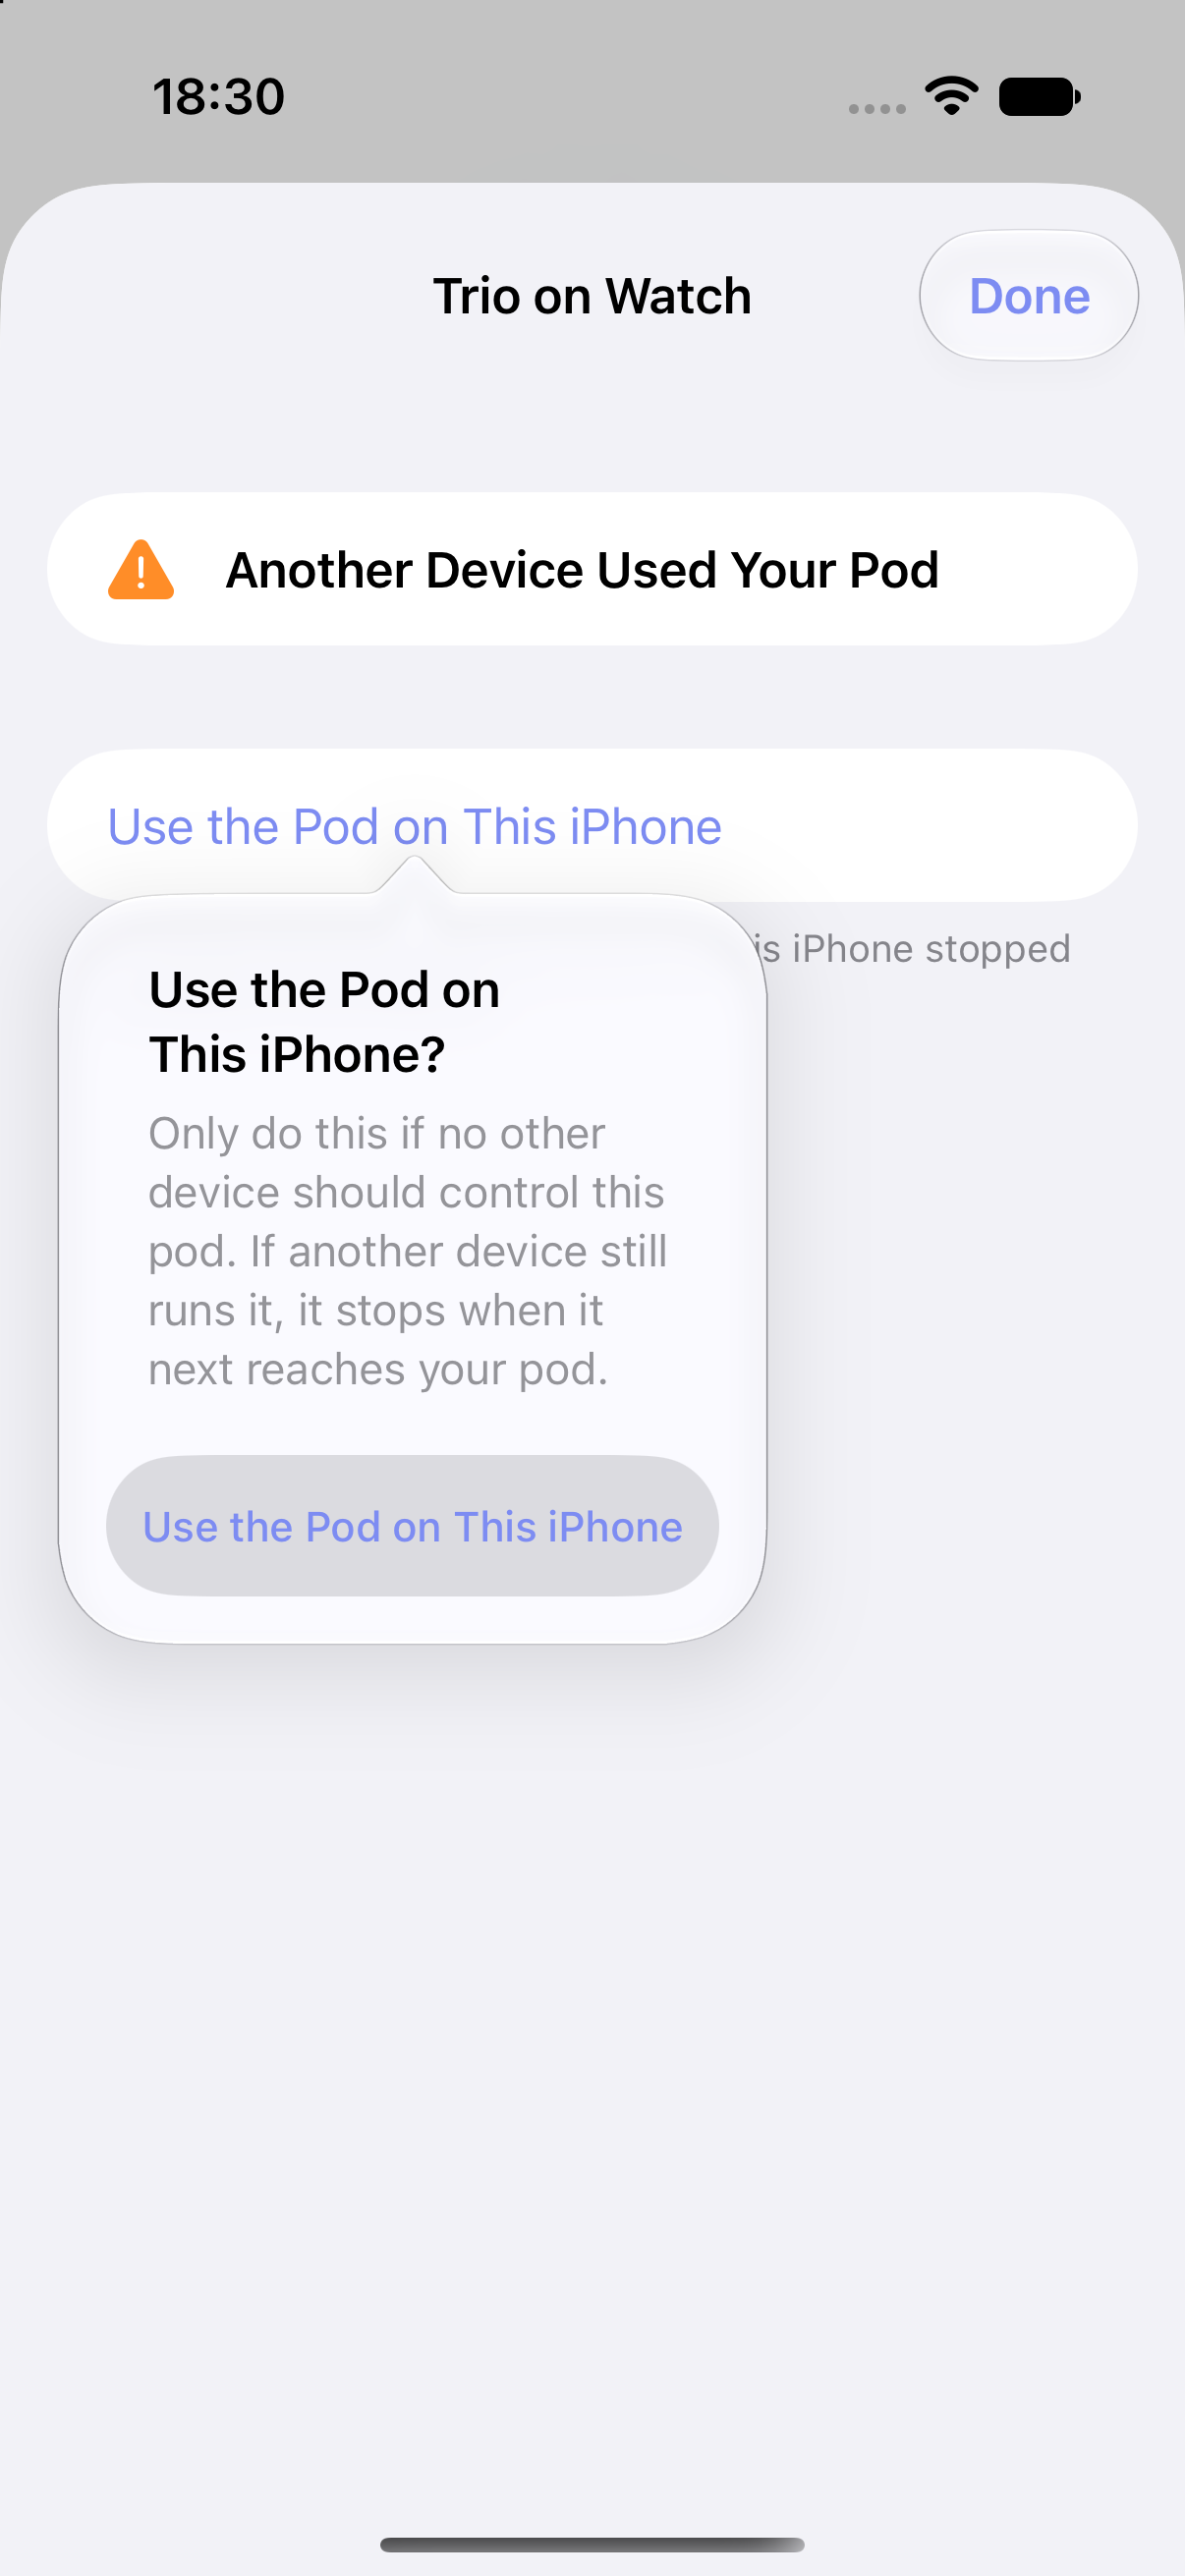 18:30
Trio on Watch
Done
Another Device Used Your Pod
Use the Pod on This iPhone
iPhone stopped
Use the Pod on
This iPhone?
Only do this if no other
device should control this
pod. If another device still
runs it, it stops when it
next reaches your pod.
Use the Pod on This iPhone